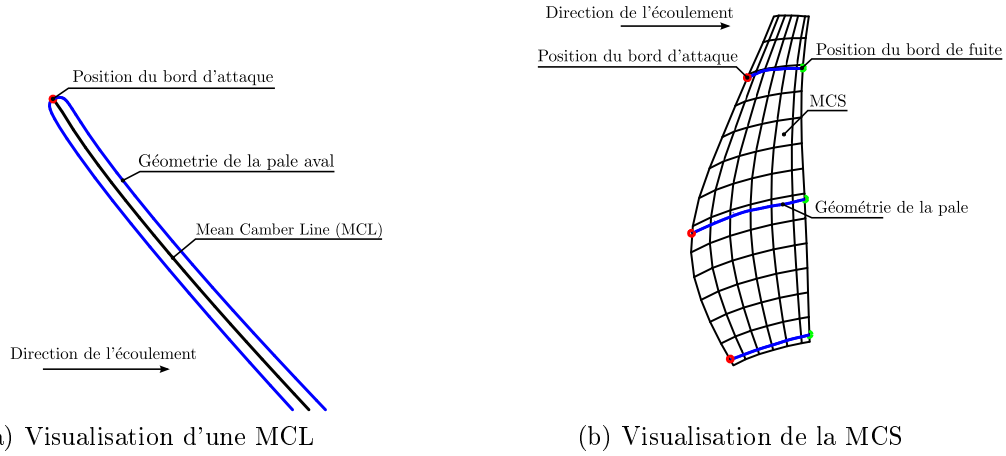 Position du bord d'attaque
Géometrie de la pale aval
Mean Camber Line (MCL)
Direction de l'écoulement
) Visualisation d'une MCL
Direction de l'écoulement
Position du bord d'attaque
Position du bord de fuite
MCS
Géométrie de la pale
(b) Visualisation de la MCS